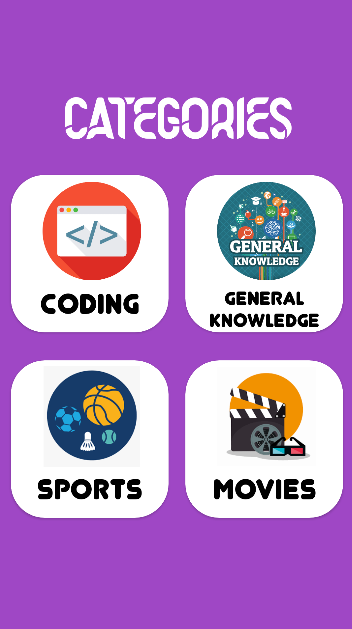 CATEGORIES
</>
GENERAL
KNOWLEDGE
CODING
GENERAL
KNOWLEDGE
SPORTS
MOVIES